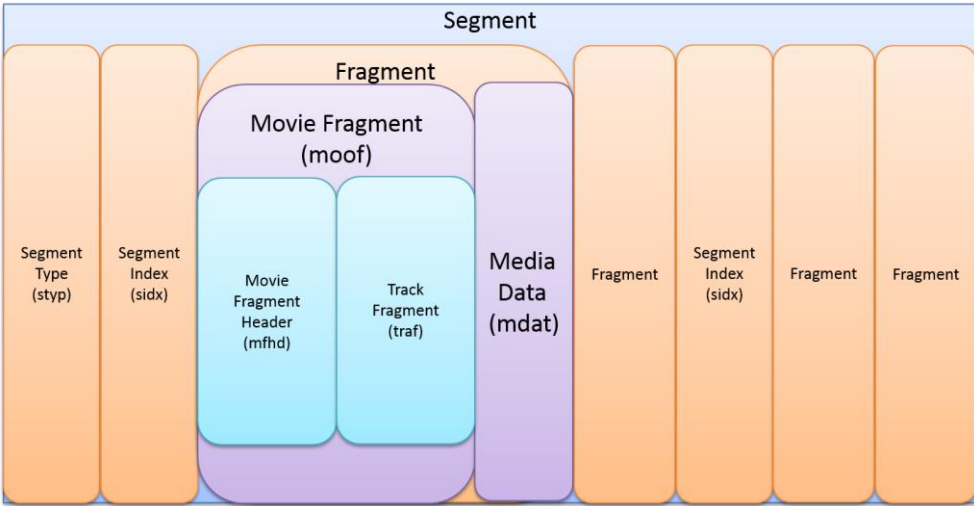 Segment
Fragment
Movie Fragment
(moof)
Segment
Type
(styp)
Segment
Index
(sidx)
Movie
Fragment
Header
(mfhd)
Track
Fragment
(traf)
Media
Data
(mdat)
Fragment
Segment
Index
(sidx)
Fragment
Fragment